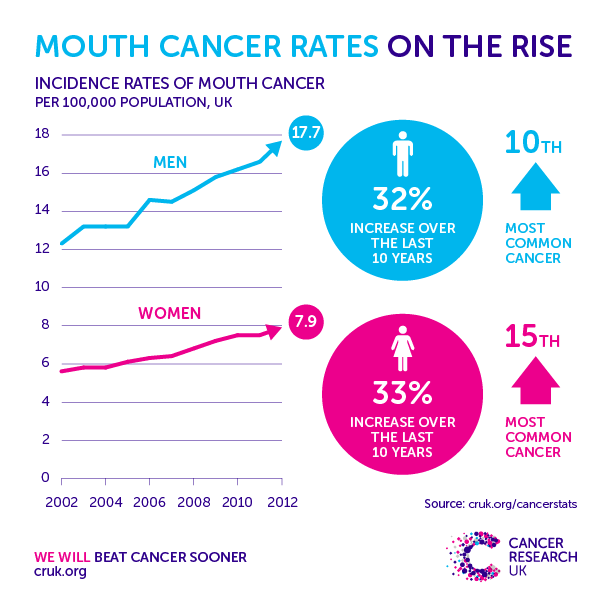 MOUTH CANCER RATES ON THE RISE
INCIDENCE RATES OF MOUTH CANCER
PER 100,000 POPULATION, UK
18
16
14
12
10
8
6
4
2
0
2002 2004 2006 2008 2010 2012
MEN
17.7
WOMEN
7.9
32%
INCREASE OVER
THE LAST
10 YEARS
10TH
MOST
COMMON
CANCER
33%
INCREASE OVER
THE LAST
10 YEARS
15TH
MOST
COMMON
CANCER
Source: cruk.org/cancerstats
WE WILL BEAT CANCER SOONER
cruk.org
CANCER
RESEARCH
UK